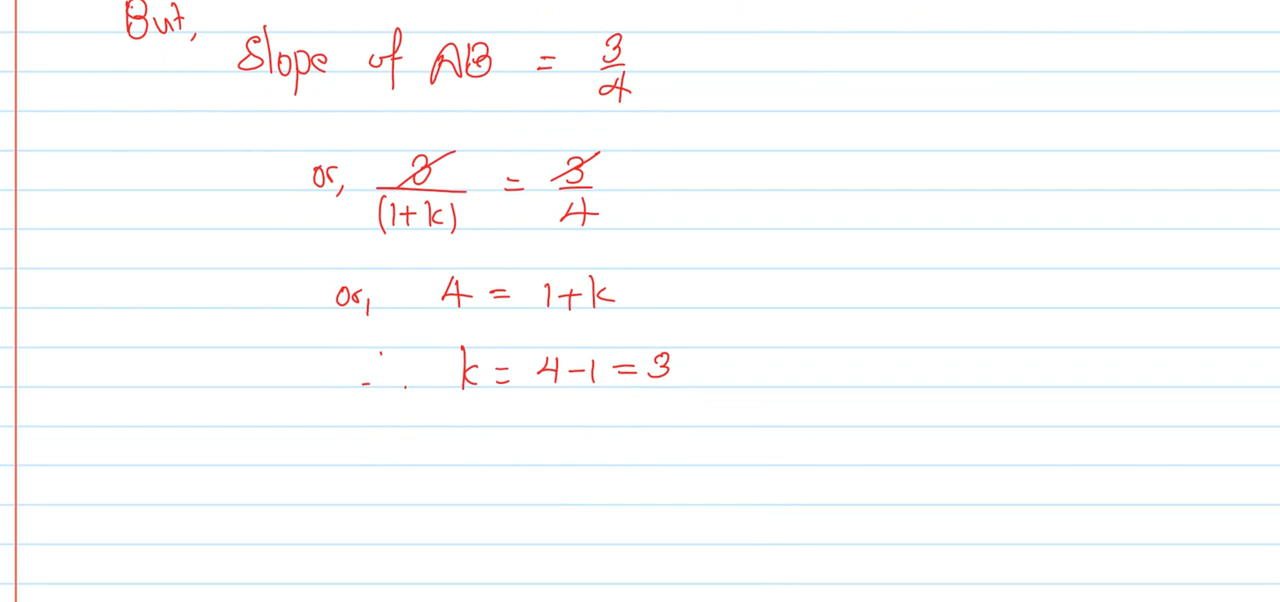 But,
Slope of AB = 3/4
or, 3/(1+k) = 3/4
or, 4 = 1+k
∴ k = 4-1 = 3